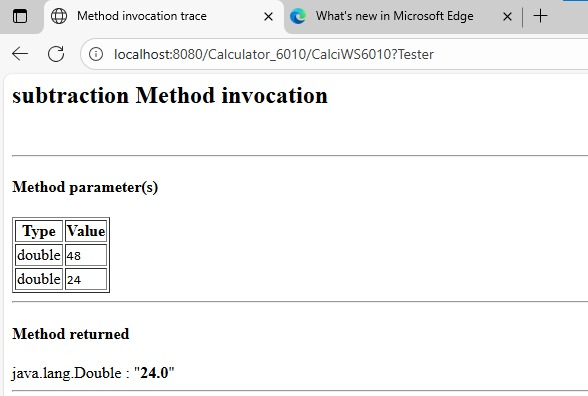 Method invocation trace
What's new in Microsoft Edge
localhost:8080/Calculator_6010/CalciWS6010?Tester
subtraction Method invocation
Method parameter(s)
Type Value
double 48
double 24
Method returned
java.lang.Double : "24.0"